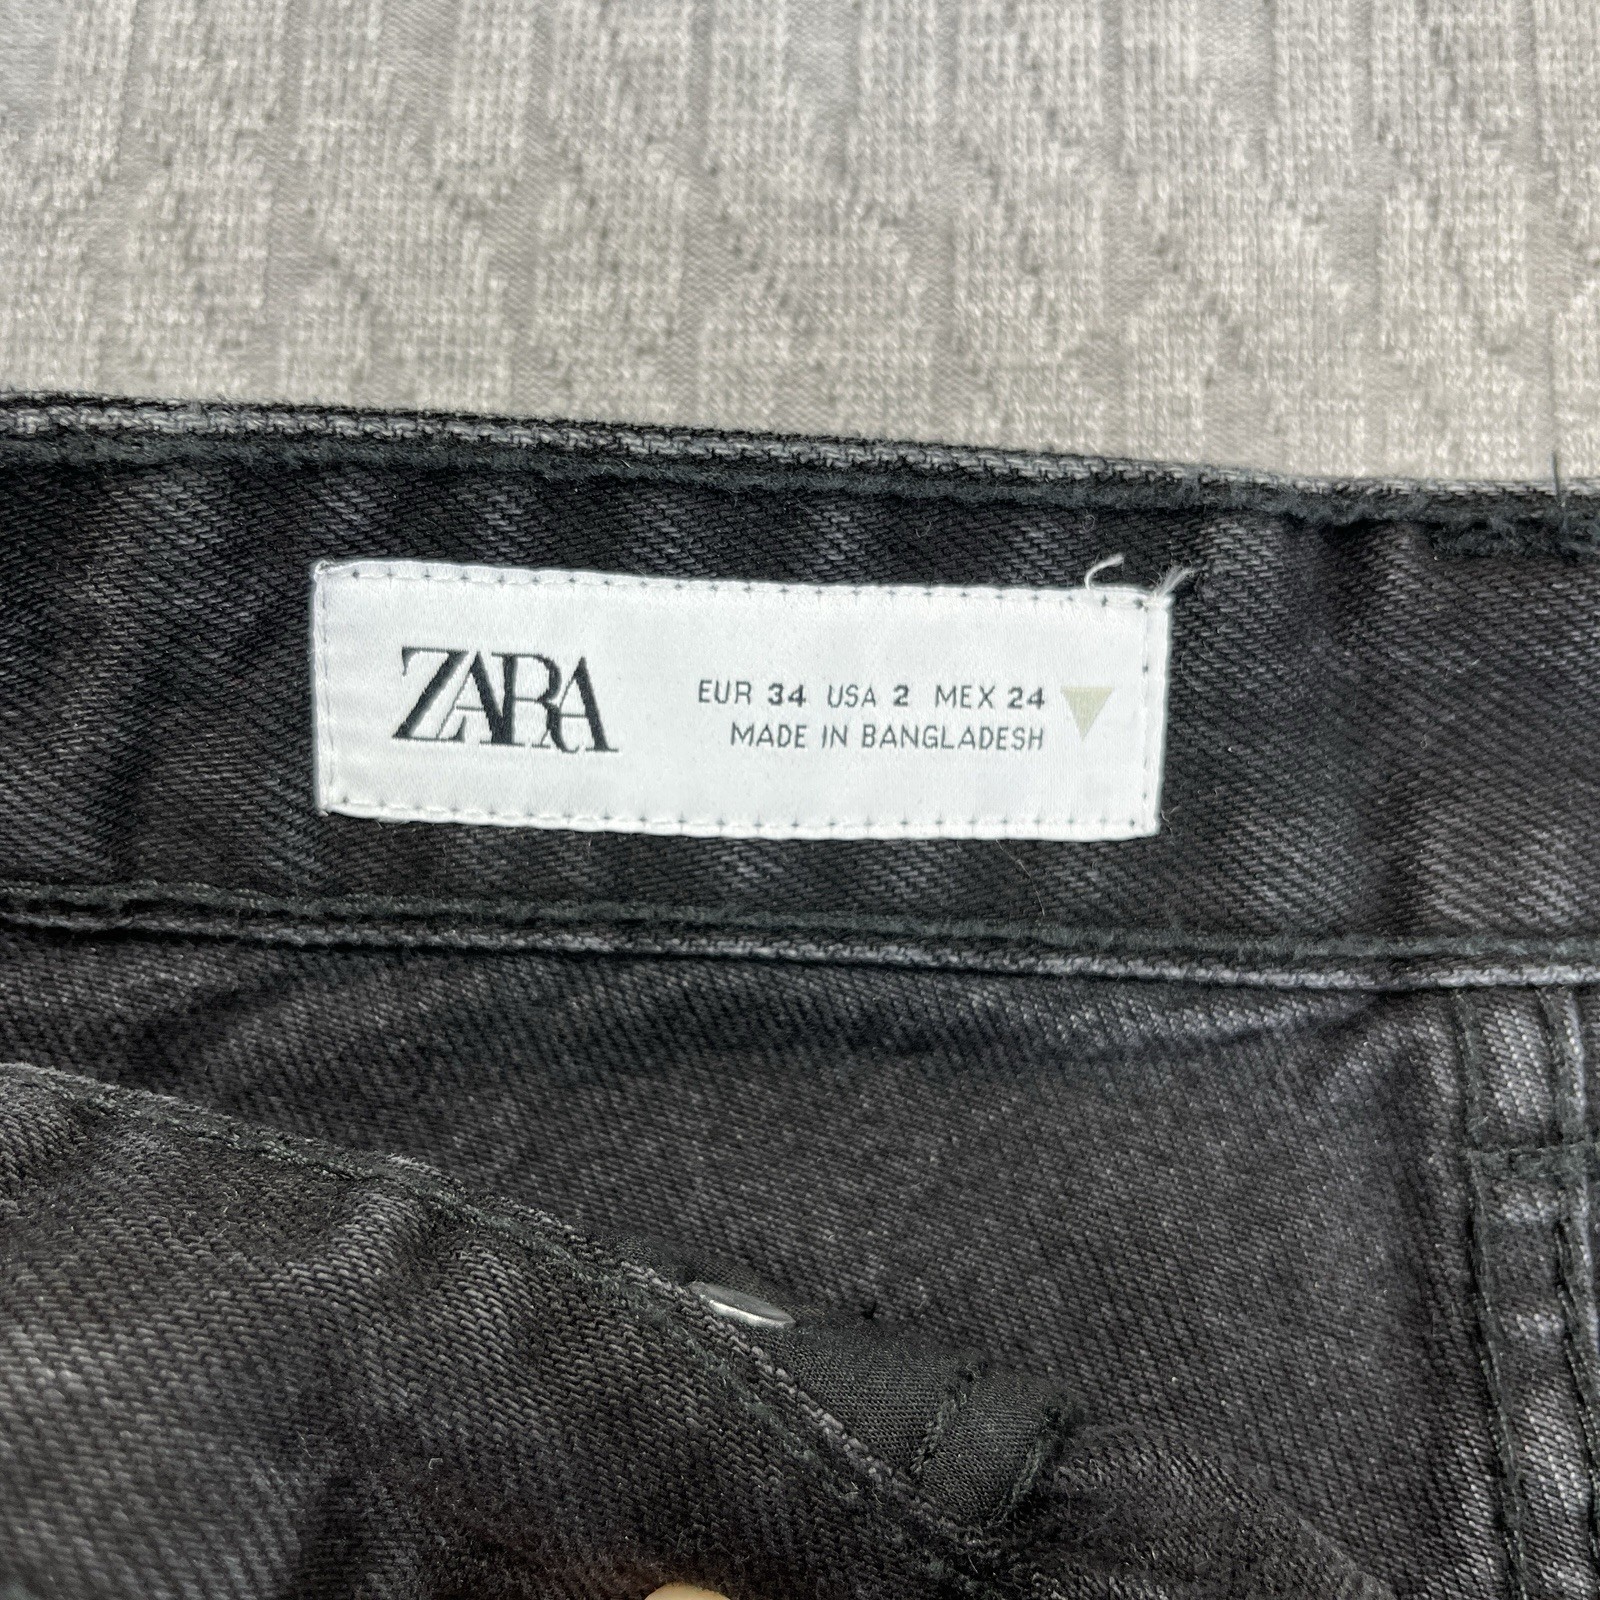 ZARA
EUR 34 USA 2 MEX 24
MADE IN BANGLADESH